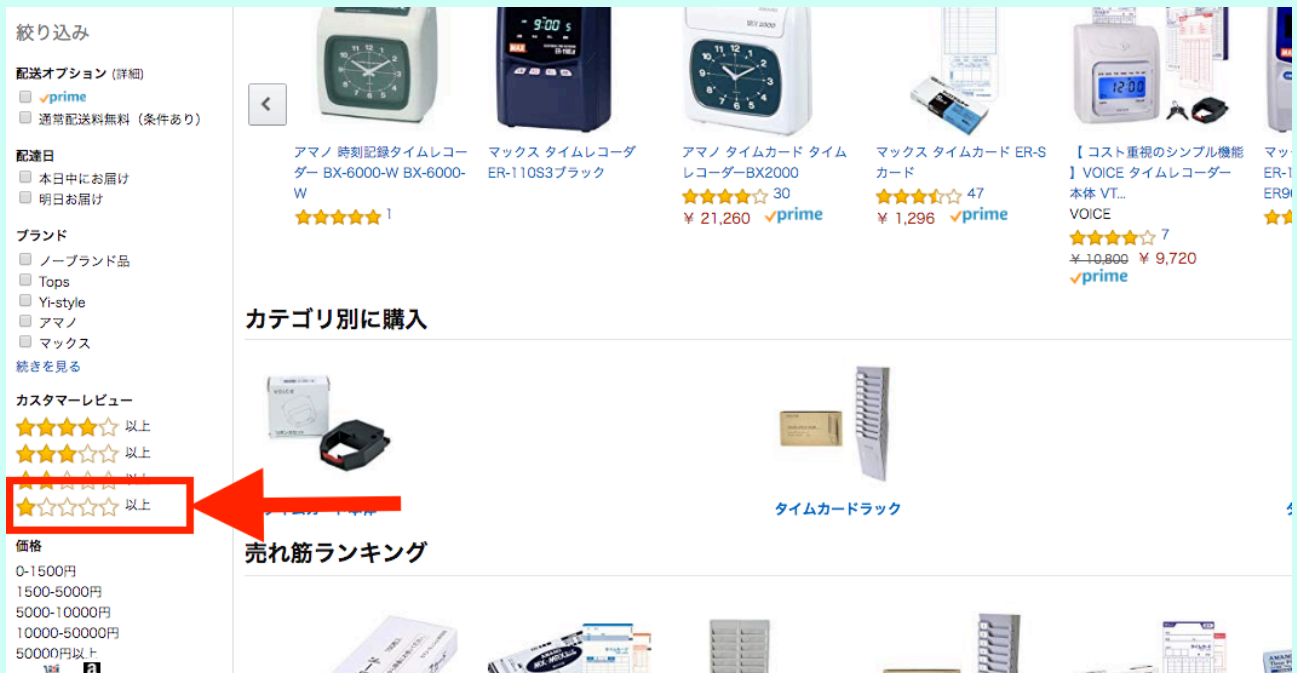 絞り込み
配送オプション (詳細)
prime
通常配送料無料（条件あり）
配達日
本日中にお届け
明日お届け
ブランド
ノーブランド品
Tops
Yi-style
アマノ
マックス
続きを見る
カスタマーレビュー
以上
以上
以上
価格
0-1500円
1500-5000円
5000-10000円
10000-50000円
50000円以上
アマノ 時刻記録タイムレコー
ダー BX-6000-W BX-6000-
W
1
マックス タイムレコーダ
ER-110S3ブラック
アマノ タイムカード タイム
レコーダーBX2000
30
￥ 21,260 prime
マックス タイムカード ER-S
カード
47
￥ 1,296 prime
【 コスト重視のシンプル機能
】VOICE タイムレコーダー
本体 VT...
VOICE
7
￥ 10,800 ￥ 9,720
prime
カテゴリ別に購入
タイムカードラック
売れ筋ランキング